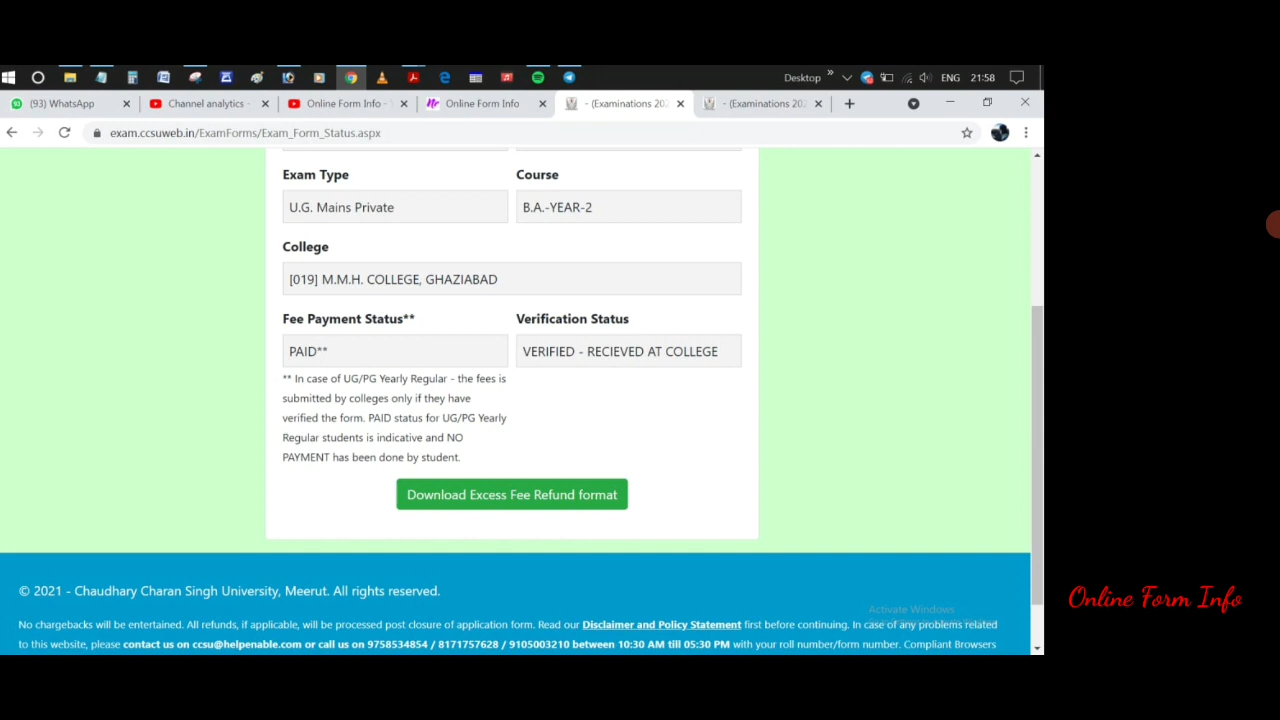 Desktop
ENG
21:58
(93) WhatsApp
Channel analytics -
Online Form Info -
Online Form Info
- (Examinations 202
- (Examinations 202
exam.ccsuweb.in/ExamForms/Exam_Form_Status.aspx
Exam Type
Course
U.G. Mains Private
B.A.-YEAR-2
College
[019] M.M.H. COLLEGE, GHAZIABAD
Fee Payment Status**
Verification Status
PAID**
VERIFIED - RECIEVED AT COLLEGE
** In case of UG/PG Yearly Regular - the fees is
submitted by colleges only if they have
verified the form. PAID status for UG/PG Yearly
Regular students is indicative and NO
PAYMENT has been done by student.
Download Excess Fee Refund format
© 2021 - Chaudhary Charan Singh University, Meerut. All rights reserved.
Activate Windows
Online Form Info
No chargebacks will be entertained. All refunds, if applicable, will be processed post closure of application form. Read our Disclaimer and Policy Statement first before continuing. In case of any problems related
to this website, please contact us on ccsu@helpenable.com or call us on 9758534854 / 8171757628 / 9105003210 between 10:30 AM till 05:30 PM with your roll number/form number. Compliant Browsers